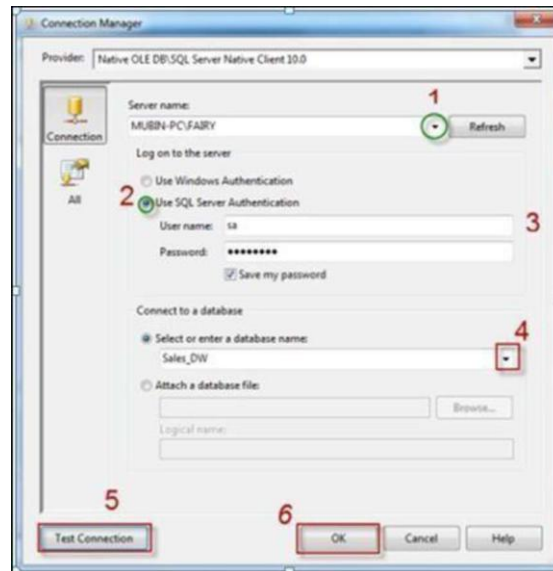 Connection Manager
Provider: Native OLE DB\SQL Server Native Client 10.0
Connection
All
Server name:
1
MUBIN-PC\FAIRY
Refresh
Log on to the server
Use Windows Authentication
2
Use SQL Server Authentication
User name: sa
3
Password: ••••••••
Save my password
Connect to a database
Select or enter a database name:
4
Sales_DW
Attach a database file:
Browse...
Logical name:
5
6
Test Connection
OK
Cancel
Help